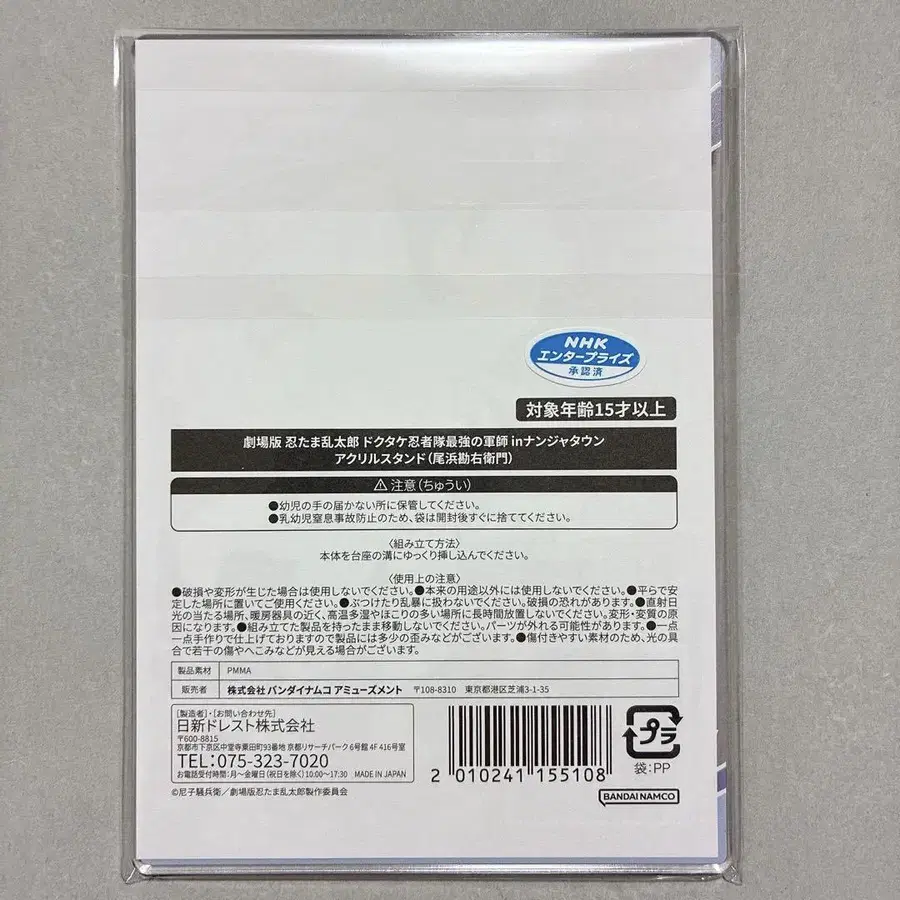 NHK
エンタープライズ
承認済
対象年齢15才以上
劇場版 忍たま乱太郎 ドクタケ忍者隊最強の軍師 inナンジャタウン
アクリルスタンド(尾浜勘右衛門)
⚠注意(ちゅうい)
●幼児の手の届かない所に保管してください。
●乳幼児窒息事故防止のため、袋は開封後すぐに捨ててください。
〈組み立て方法〉
本体を台座の溝にゆっくり挿し込んでください。
〈使用上の注意〉
●破損や変形が生じた場合は使用しないでください。●本来の用途以外には使用しないでください。●平らで安
定した場所に置いてご使用ください。●ぶつけたり乱暴に扱わないでください。破損の恐れがあります。●直射日
光の当たる場所、暖房器具の近く、高温多湿やほこりの多い場所に長時間放置しないでください。変形・変質の原
因になります。●組み立てた製品を持ったまま移動しないでください。パーツが外れる可能性があります。●一点
一点手作りで仕上げておりますので製品には多少の歪みなどがございます。●傷付きやすい素材のため、光の具
合で若干の傷やへこみなどが見える場合がございます。
製品素材 PMMA
販売者 株式会社 バンダイナムコ アミューズメント 〒108-8310 東京都港区芝浦3-1-35
[製造者]・[お問い合わせ先]
日新ドレスト株式会社
〒600-8815
京都市下京区中堂寺粟田町93番地 京都リサーチパーク6号館 4F 416号室
TEL:075-323-7020
お電話受付時間:月〜金曜日(祝日を除く)10:00〜17:30 MADE IN JAPAN
©尼子騒兵衛/劇場版忍たま乱太郎製作委員会
2 010241 155108
プラ
袋:PP
BANDAI NAMCO